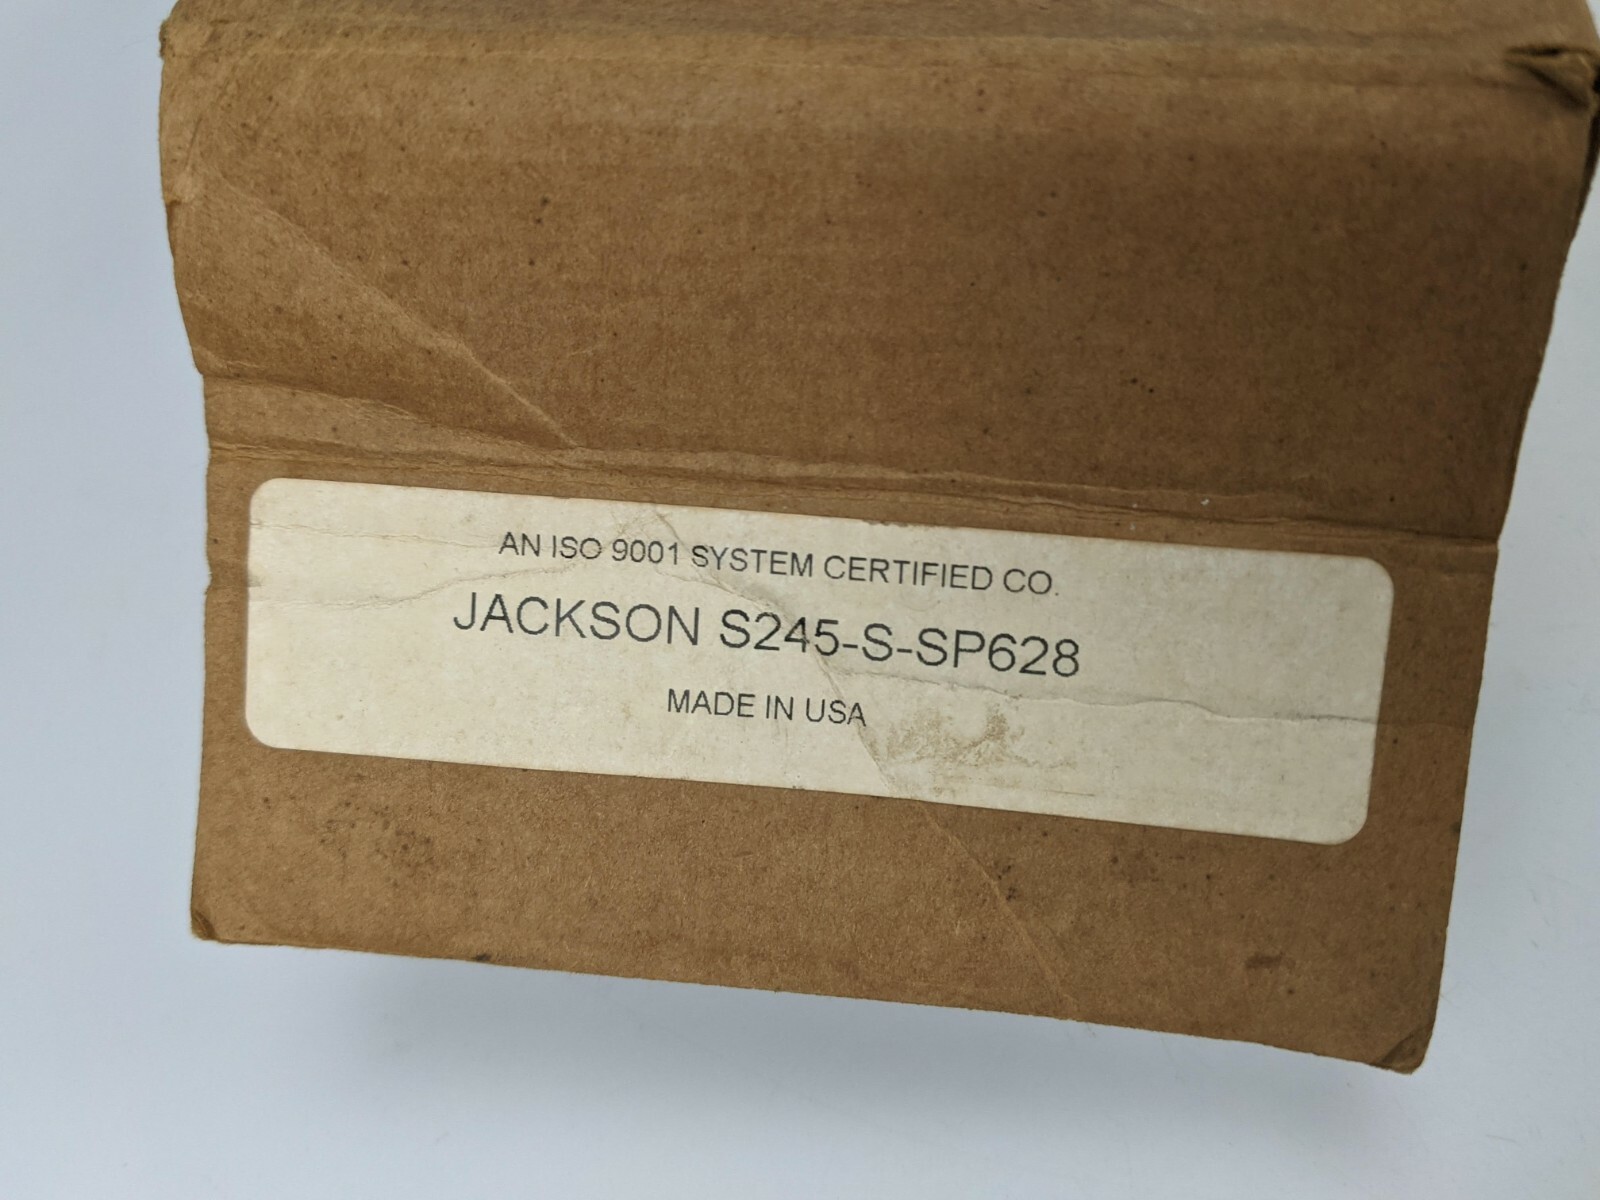 AN ISO 9001 SYSTEM CERTIFIED CO.
JACKSON S245-S-SP628
MADE IN USA